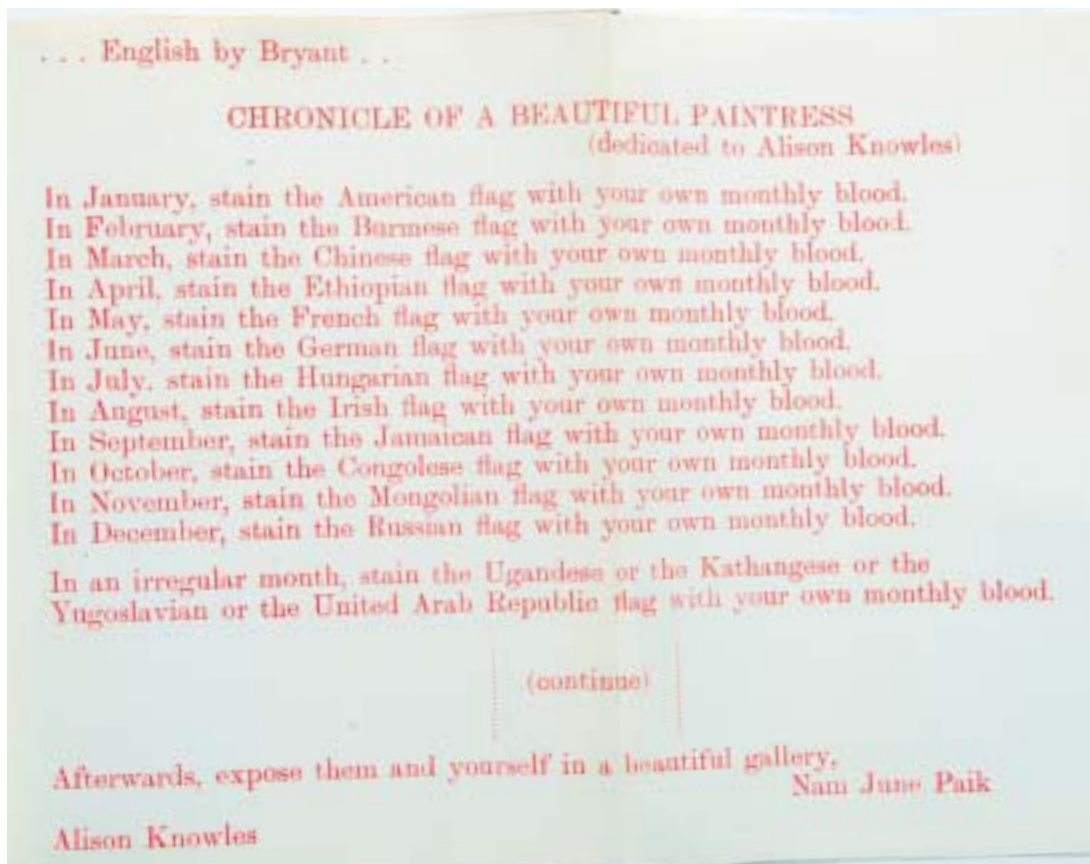 . . . English by Bryant . .
CHRONICLE OF A BEAUTIFUL PAINTRESS
(dedicated to Alison Knowles)
In January, stain the American flag with your own monthly blood.
In February, stain the Burmese flag with your own monthly blood.
In March, stain the Chinese flag with your own monthly blood.
In April, stain the Ethiopian flag with your own monthly blood.
In May, stain the French flag with your own monthly blood.
In June, stain the German flag with your own monthly blood.
In July, stain the Hungarian flag with your own monthly blood.
In August, stain the Irish flag with your own monthly blood.
In September, stain the Jamaican flag with your own monthly blood.
In October, stain the Congolese flag with your own monthly blood.
In November, stain the Mongolian flag with your own monthly blood.
In December, stain the Russian flag with your own monthly blood.
In an irregular month, stain the Ugandese or the Kathangese or the
Yugoslavian or the United Arab Republic flag with your own monthly blood.
(continue)
Afterwards, expose them and yourself in a beautiful gallery,
Nam June Paik
Alison Knowles